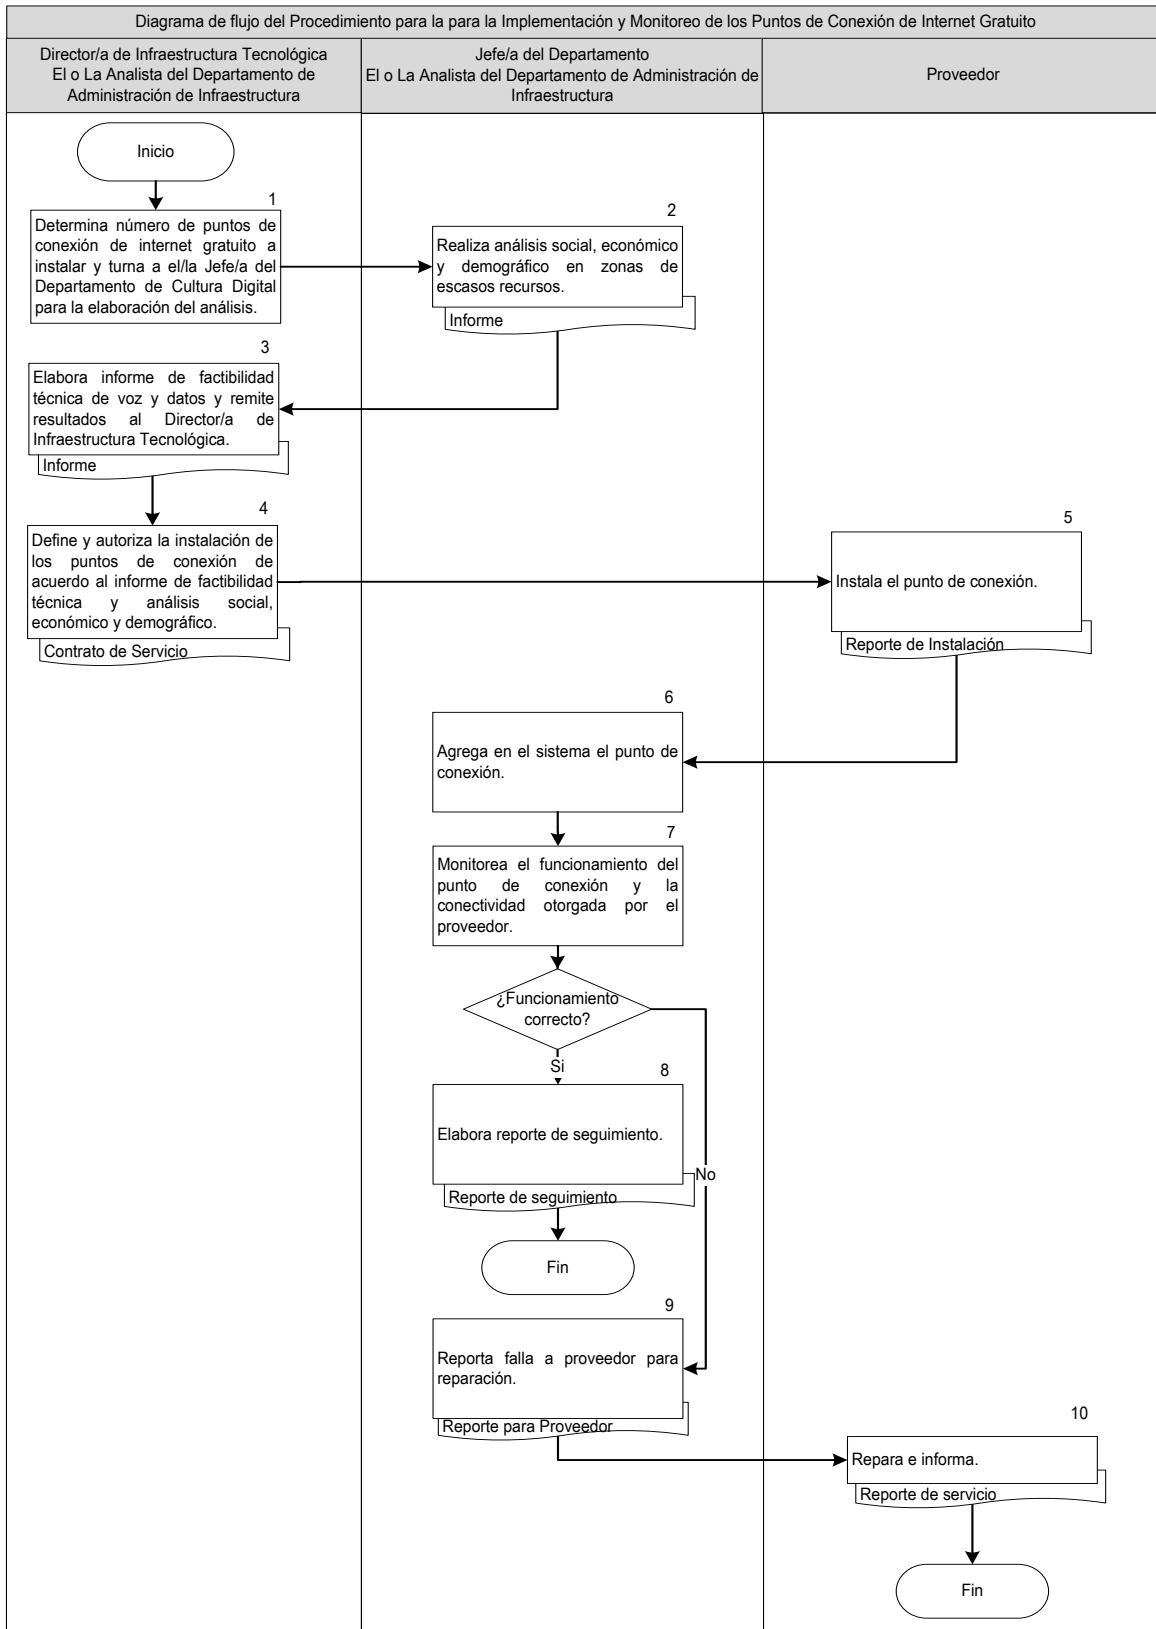 Diagrama de flujo del Procedimiento para la para la Implementación y Monitoreo de los Puntos de Conexión de Internet Gratuito
Director/a de Infraestructura Tecnológica
El o La Analista del Departamento de
Administración de Infraestructura
Jefe/a del Departamento
El o La Analista del Departamento de Administración de
Infraestructura
Proveedor
Inicio
1
Determina número de puntos de
conexión de internet gratuito a
instalar y turna a el/la Jefe/a del
Departamento de Cultura Digital
para la elaboración del análisis.
2
Realiza análisis social, económico
y demográfico en zonas de
escasos recursos.
Informe
3
Elabora informe de factibilidad
técnica de voz y datos y remite
resultados al Director/a de
Infraestructura Tecnológica.
Informe
4
Define y autoriza la instalación de
los puntos de conexión de
acuerdo al informe de factibilidad
técnica y análisis social,
económico y demográfico.
Contrato de Servicio
5
Instala el punto de conexión.
Reporte de Instalación
6
Agrega en el sistema el punto de
conexión.
7
Monitorea el funcionamiento del
punto de conexión y la
conectividad otorgada por el
proveedor.
¿Funcionamiento
correcto?
Si
8
Elabora reporte de seguimiento.
No
Reporte de seguimiento
Fin
9
Reporta falla a proveedor para
reparación.
Reporte para Proveedor
10
Repara e informa.
Reporte de servicio
Fin